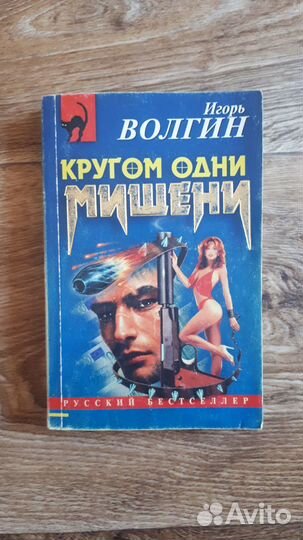 Игорь
ВОЛГИН
КРУГОМ ОДНИ
МИШЕНИ
РУССКИЙ БЕСТСЕЛЛЕР
Avito